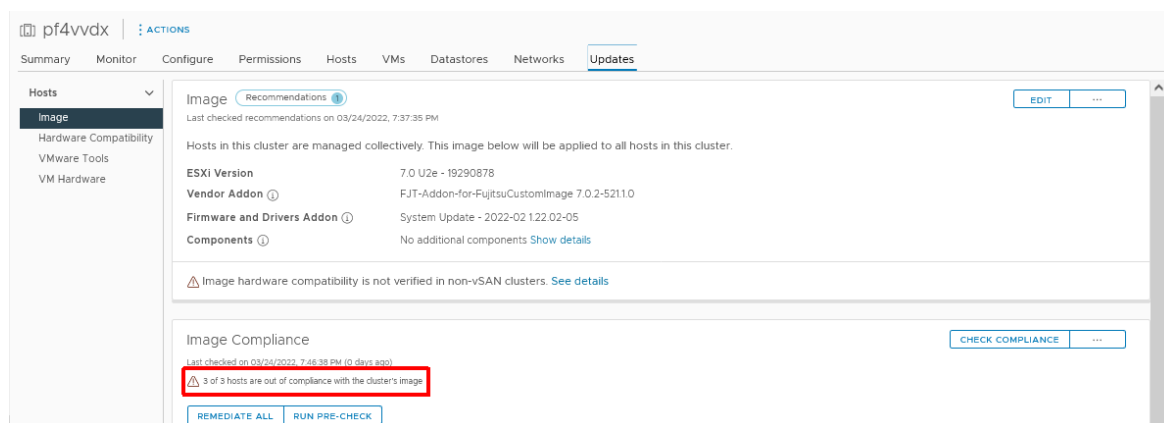 pf4vvdx ACTIONS
Summary Monitor Configure Permissions Hosts VMs Datastores Networks Updates
Hosts
Image
Hardware Compatibility
VMware Tools
VM Hardware
Image Recommendations 1 EDIT ...
Last checked recommendations on 03/24/2022, 7:37:35 PM
Hosts in this cluster are managed collectively. This image below will be applied to all hosts in this cluster.
ESXi Version 7.0 U2e - 19290878
Vendor Addon 7.0.2-521.1.0 FJT-Addon-for-FujitsuCustomImage
Firmware and Drivers Addon System Update - 2022-02 1.22.02-05
Components No additional components Show details
Image hardware compatibility is not verified in non-vSAN clusters. See details
Image Compliance CHECK COMPLIANCE ...
Last checked on 03/24/2022, 7:46:38 PM (0 days ago)
3 of 3 hosts are out of compliance with the cluster's image
REMEDIATE ALL RUN PRE-CHECK